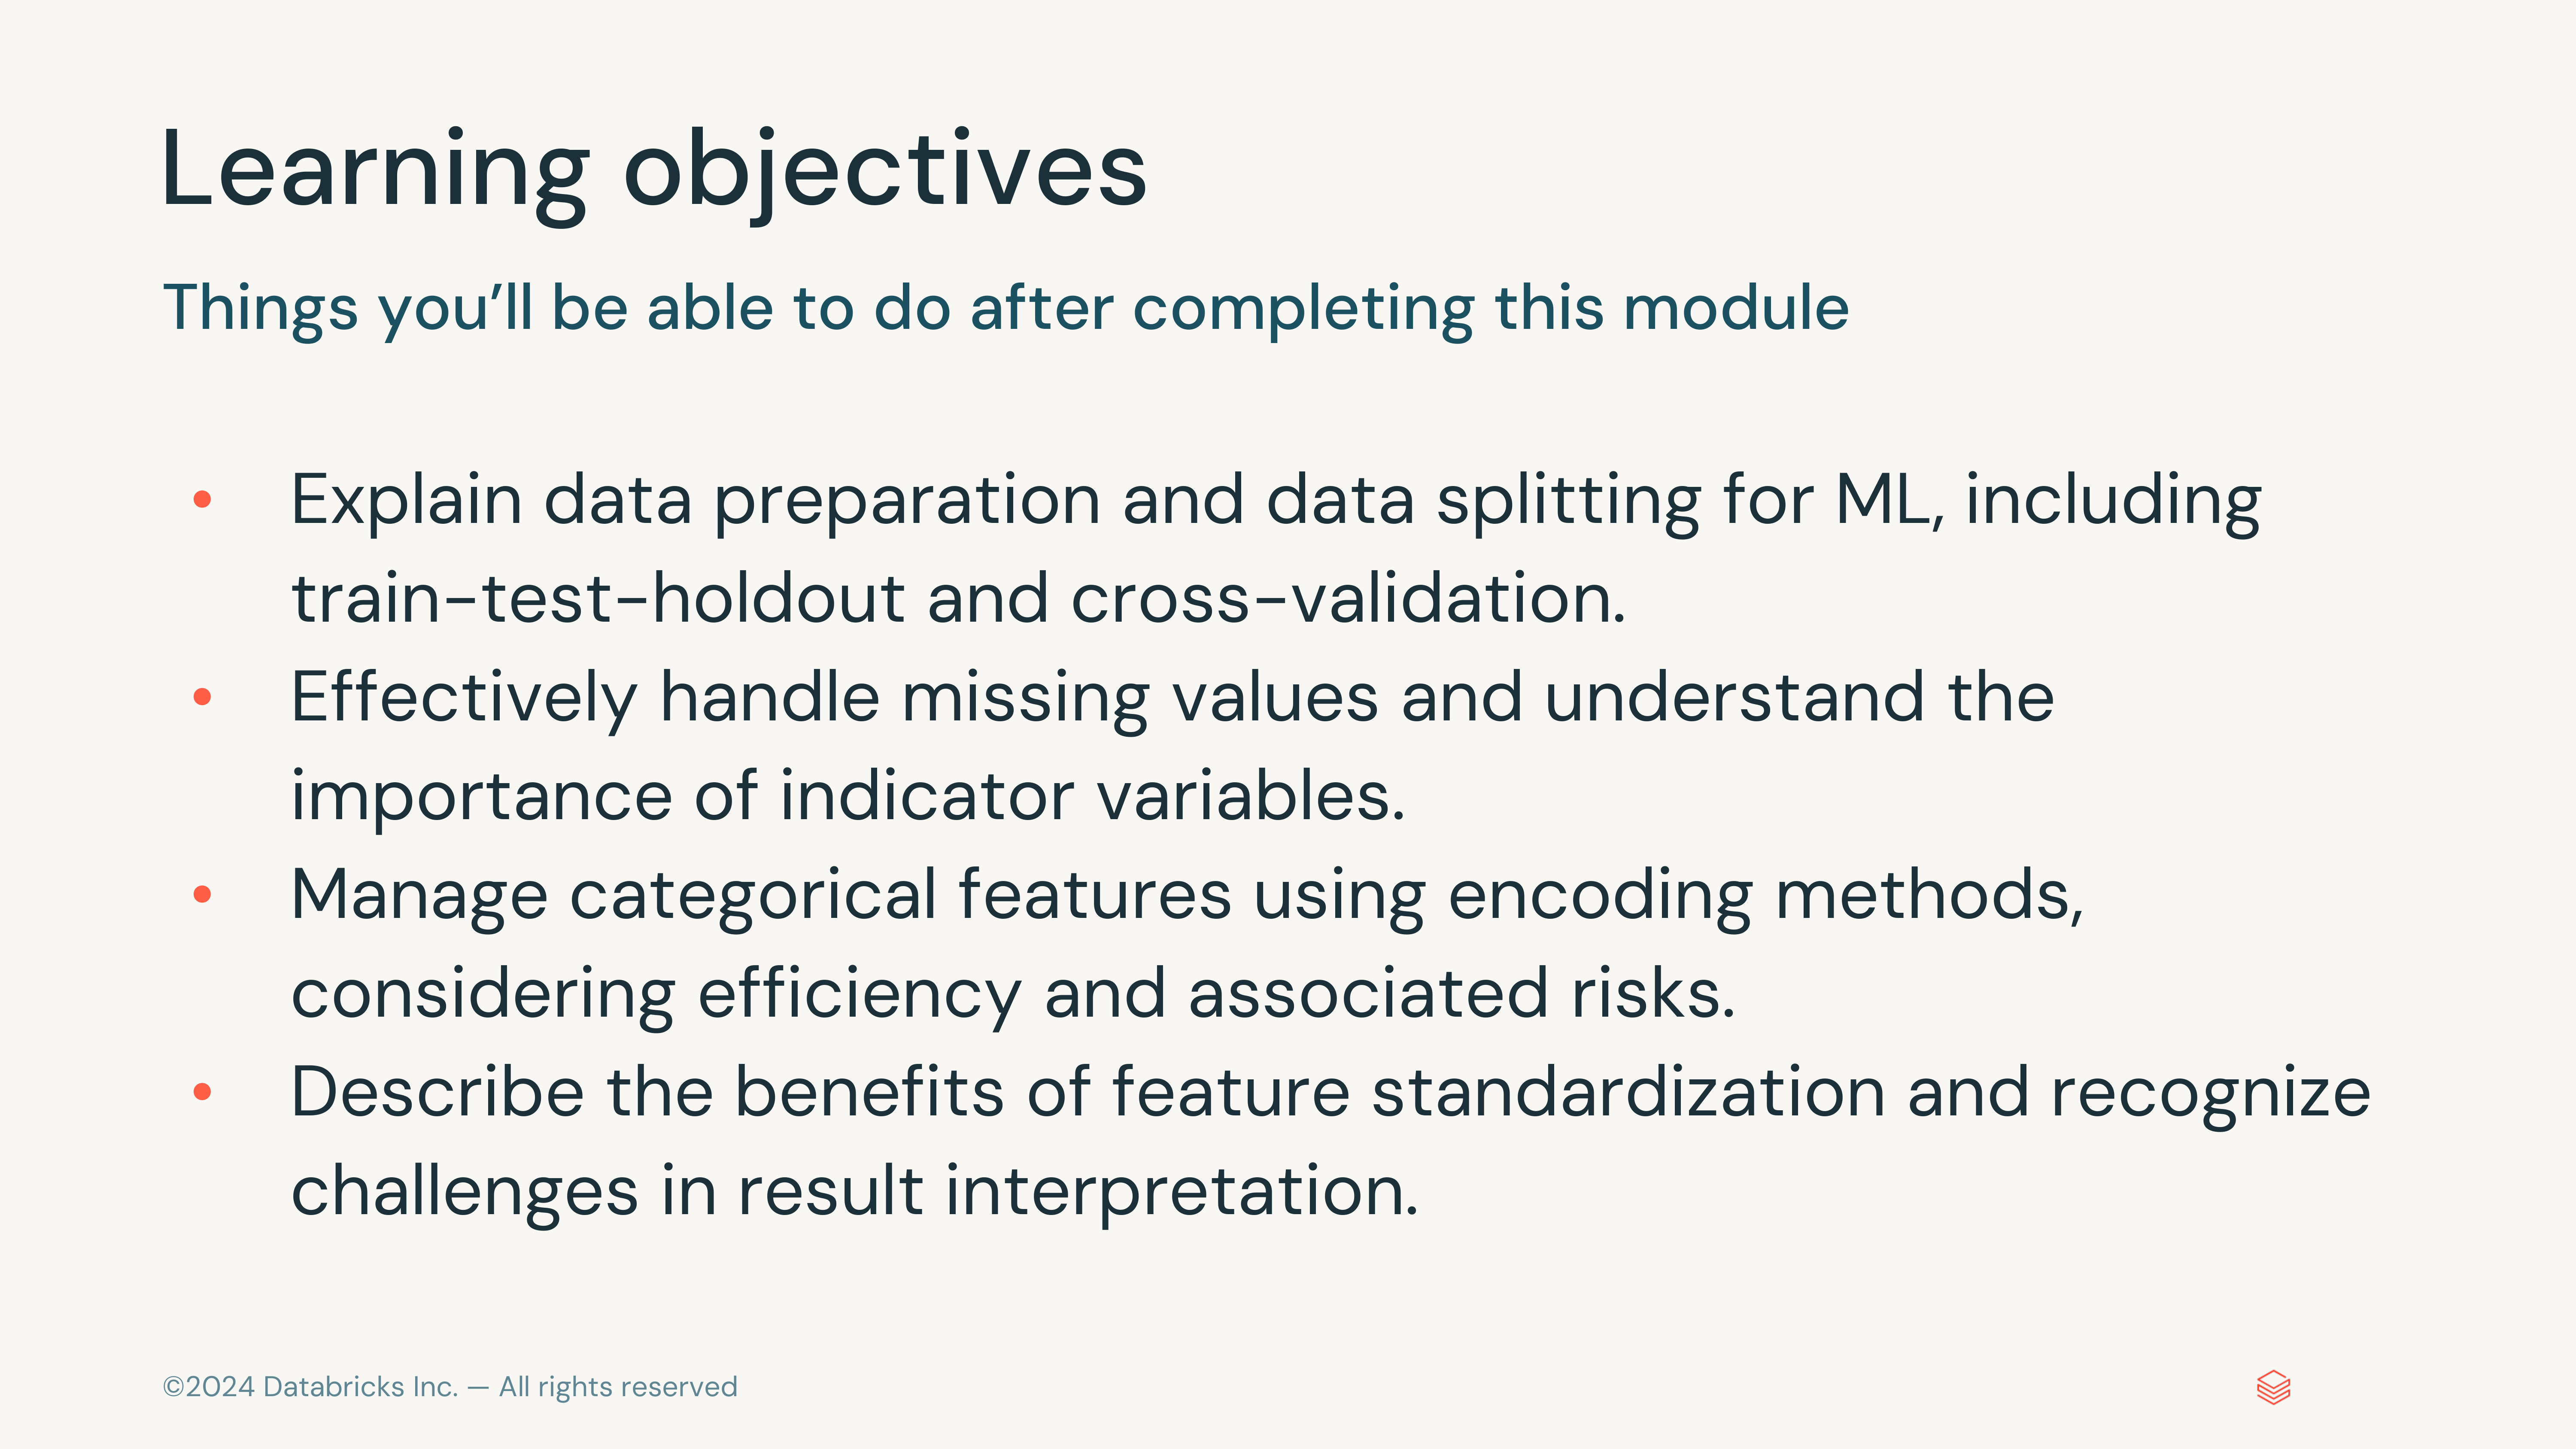 Learning objectives
Things you’ll be able to do after completing this module
• Explain data preparation and data splitting for ML, including
train-test-holdout and cross-validation.
• Effectively handle missing values and understand the
importance of indicator variables.
• Manage categorical features using encoding methods,
considering efficiency and associated risks.
• Describe the benefits of feature standardization and recognize
challenges in result interpretation.
©2024 Databricks Inc. — All rights reserved